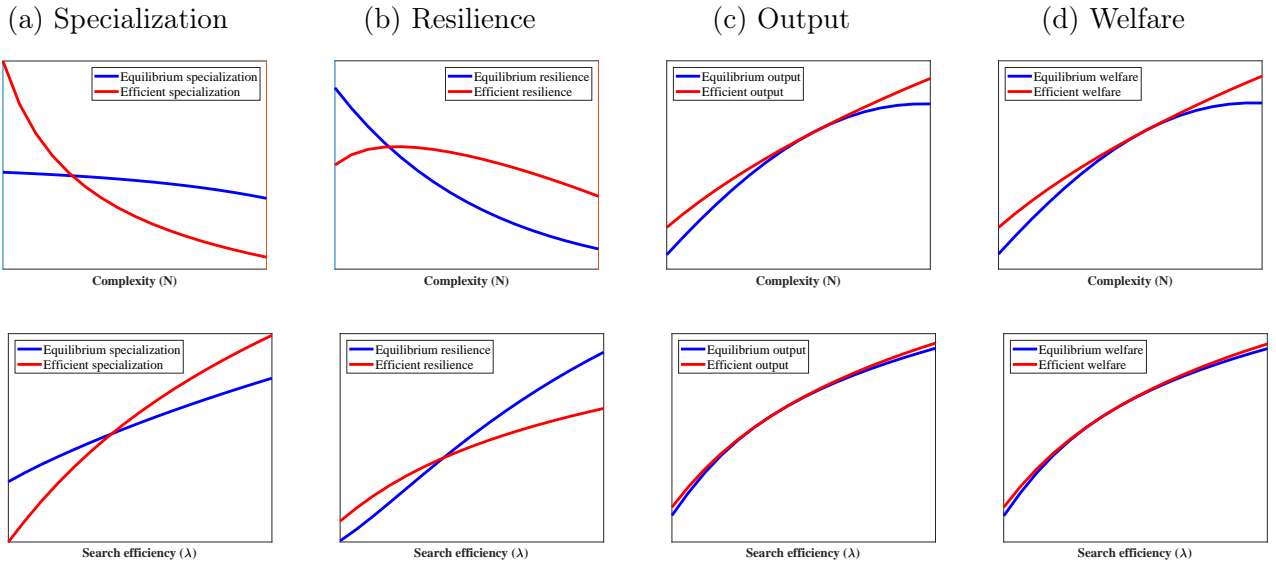 (a) Specialization
(b) Resilience
(c) Output
(d) Welfare
Equilibrium specialization
Efficient specialization
Complexity (N)
Equilibrium resilience
Efficient resilience
Complexity (N)
Equilibrium output
Efficient output
Complexity (N)
Equilibrium welfare
Efficient welfare
Complexity (N)
Equilibrium specialization
Efficient specialization
Search efficiency (λ)
Equilibrium resilience
Efficient resilience
Search efficiency (λ)
Equilibrium output
Efficient output
Search efficiency (λ)
Equilibrium welfare
Efficient welfare
Search efficiency (λ)